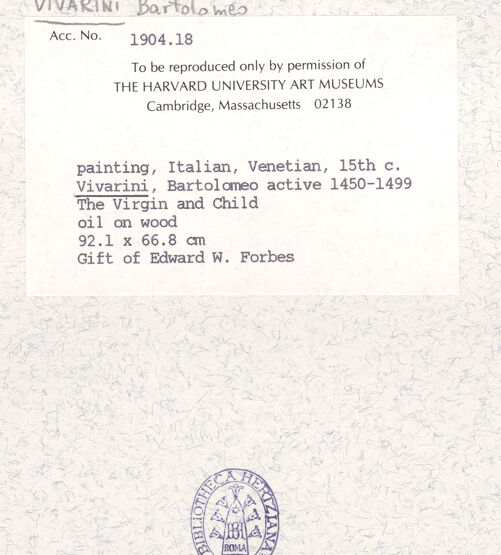 VIVARINI Bartolomeo
Acc. No. 1904.18
To be reproduced only by permission of
THE HARVARD UNIVERSITY ART MUSEUMS
Cambridge, Massachusetts 02138
painting, Italian, Venetian, 15th c.
Vivarini, Bartolomeo active 1450-1499
The Virgin and Child
oil on wood
92.1 x 66.8 cm
Gift of Edward W. Forbes
BIBLIOTHECA HERTZIANA
ROMA